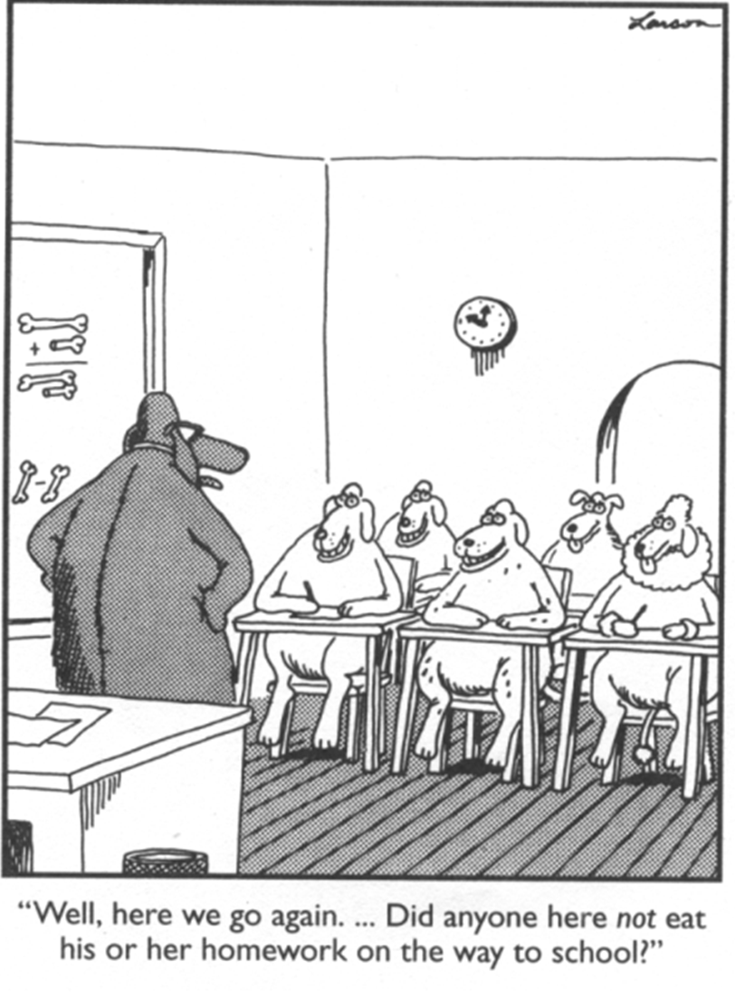 Larson
“Well, here we go again. ... Did anyone here not eat
his or her homework on the way to school?”